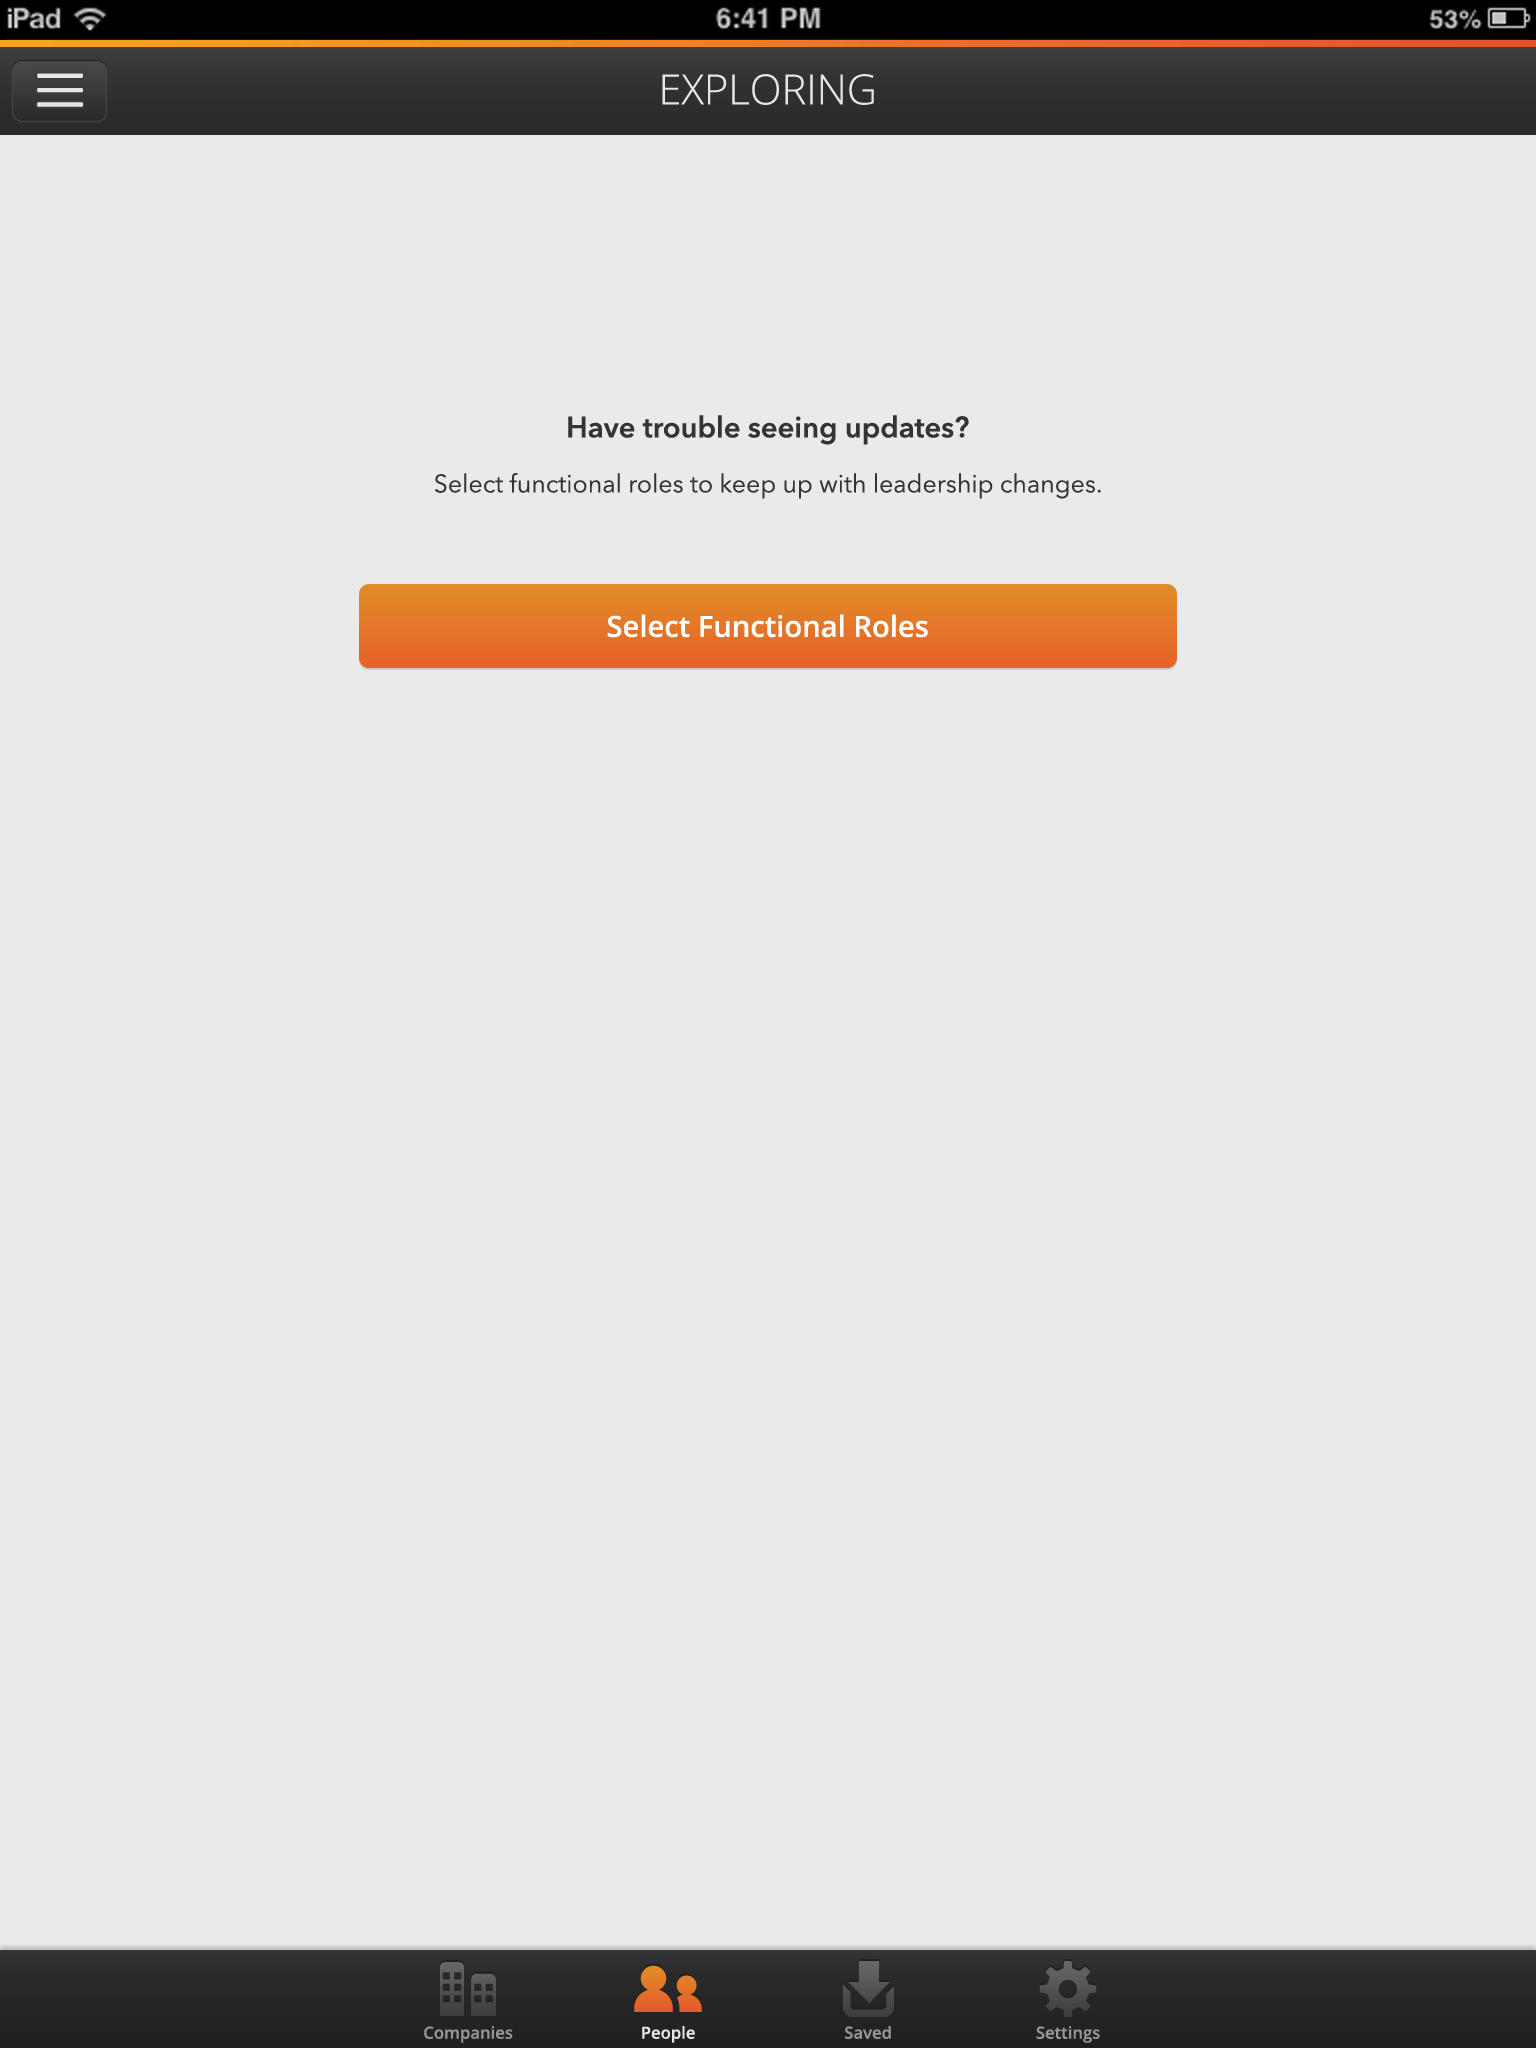 iPad 6:41 PM 53%
EXPLORING
Have trouble seeing updates?
Select functional roles to keep up with leadership changes.
Select Functional Roles
Companies People Saved Settings